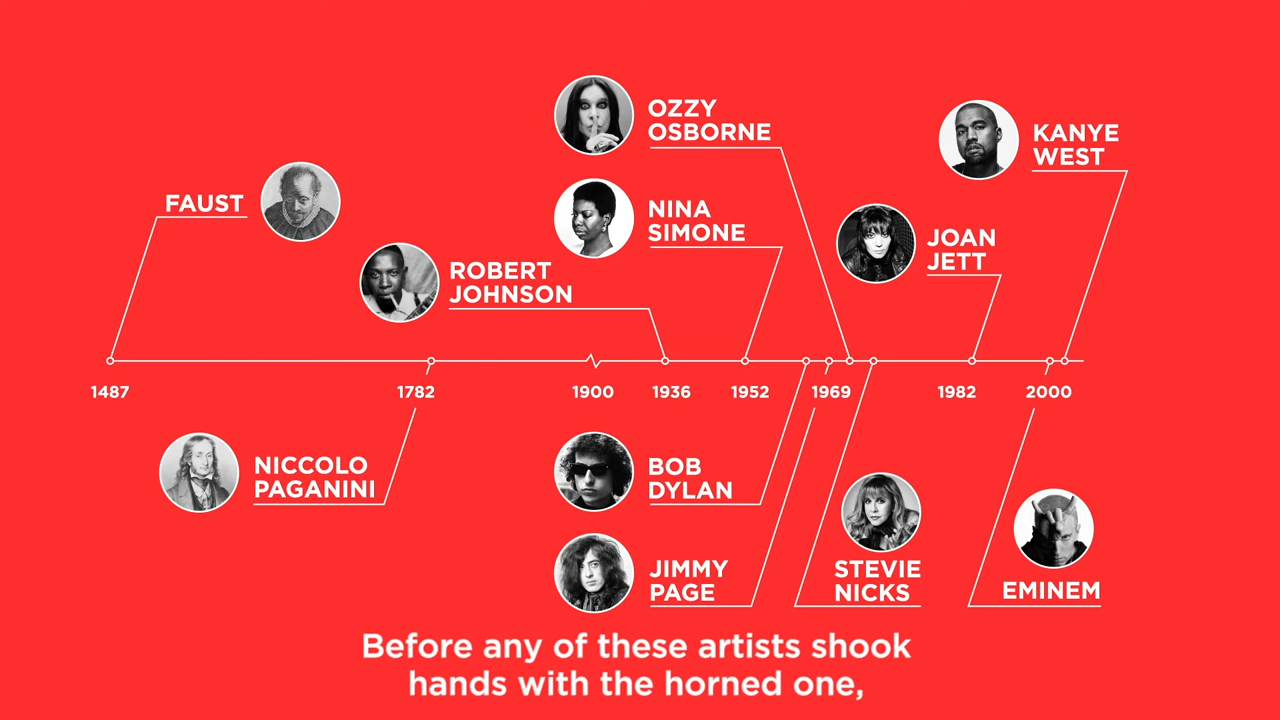 OZZY
OSBORNE
KANYE
WEST
FAUST
NINA
SIMONE
JOAN
JETT
ROBERT
JOHNSON
1487
1782
1900
1936
1952
1969
1982
2000
NICCOLO
PAGANINI
BOB
DYLAN
JIMMY
PAGE
STEVIE
NICKS
EMINEM
Before any of these artists shook
hands with the horned one,